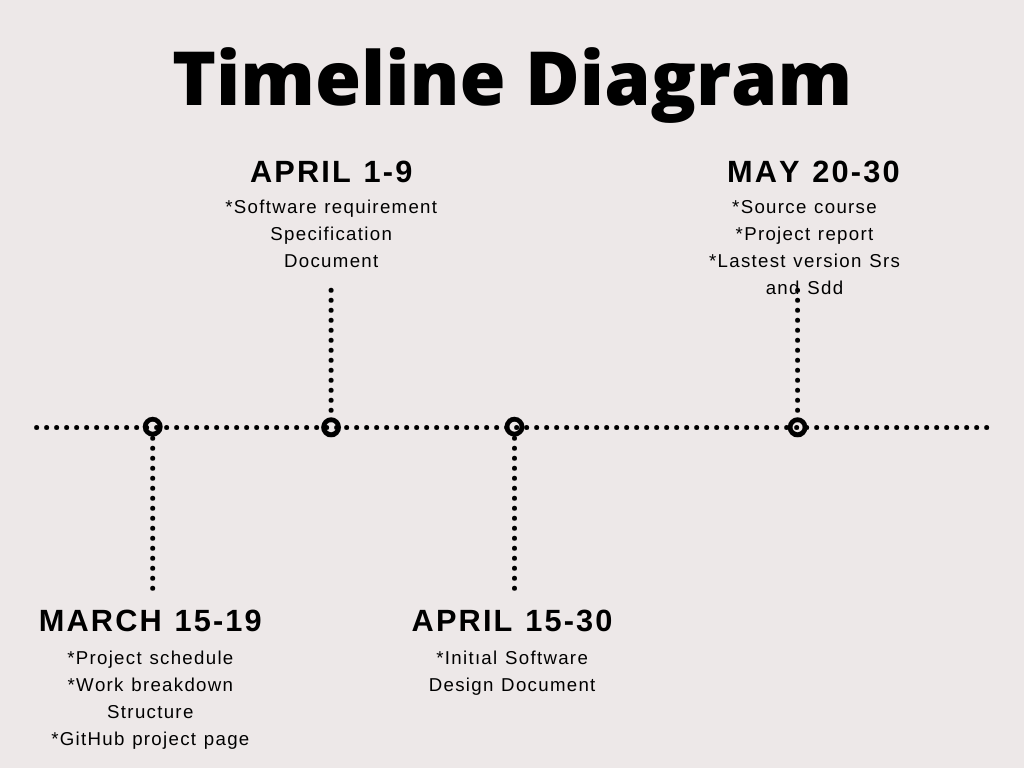 Timeline Diagram
APRIL 1-9
*Software requirement
Specification
Document
MAY 20-30
*Source course
*Project report
*Lastest version Srs
and Sdd
MARCH 15-19
*Project schedule
*Work breakdown
Structure
*GitHub project page
APRIL 15-30
*Initıal Software
Design Document